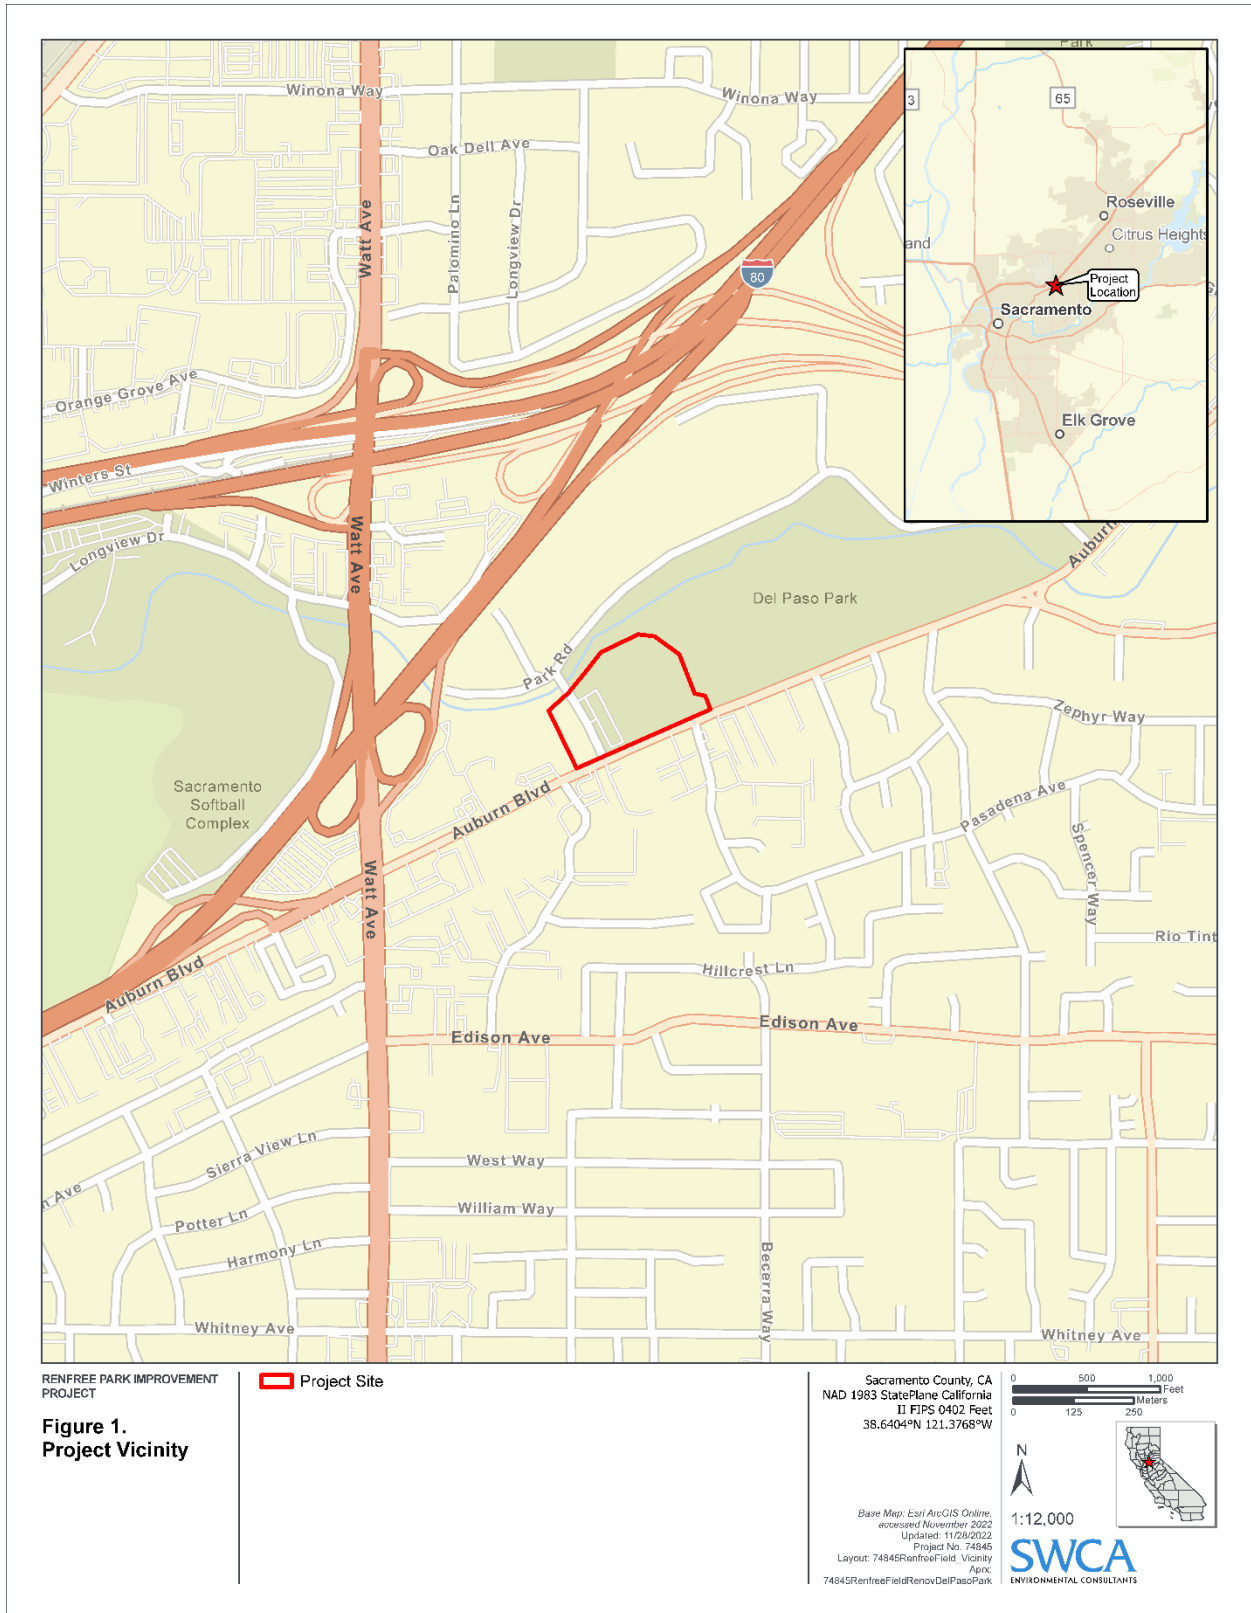 Park
Winona Way
Winona Way
Oak Dell Ave
Palomino Ln
Longview Dr
Watt Ave
80
Orange Grove Ave
Winters St
Longview Dr
Watt Ave
3
65
Roseville
Citrus Heights
and
Project
Location
Sacramento
Elk Grove
Auburn
Del Paso Park
Park Rd
Zephyr Way
Sacramento
Softball
Complex
Auburn Blvd
Pasadena Ave
Spencer Way
Watt Ave
Rio Tint
Auburn Blvd
Hillcrest Ln
Edison Ave
Edison Ave
Sierra View Ln
West Way
n Ave
William Way
Potter Ln
Harmony Ln
Becerra Way
Whitney Ave
Whitney Ave
RENFREE PARK IMPROVEMENT
PROJECT
Figure 1.
Project Vicinity
Project Site
Sacramento County, CA
NAD 1983 StatePlane California
II FIPS 0402 Feet
38.6404°N 121.3768°W
Base Map: Esri ArcGIS Online,
accessed November 2022
Updated: 11/28/2022
Project No. 74845
Layout: 74845RenfreeField_Vicinity
Aprx:
74845RenfreeFieldRenovDelPasoPark
0 500 1,000
Feet
Meters
0 125 250
N
1:12,000
SWCA
ENVIRONMENTAL CONSULTANTS